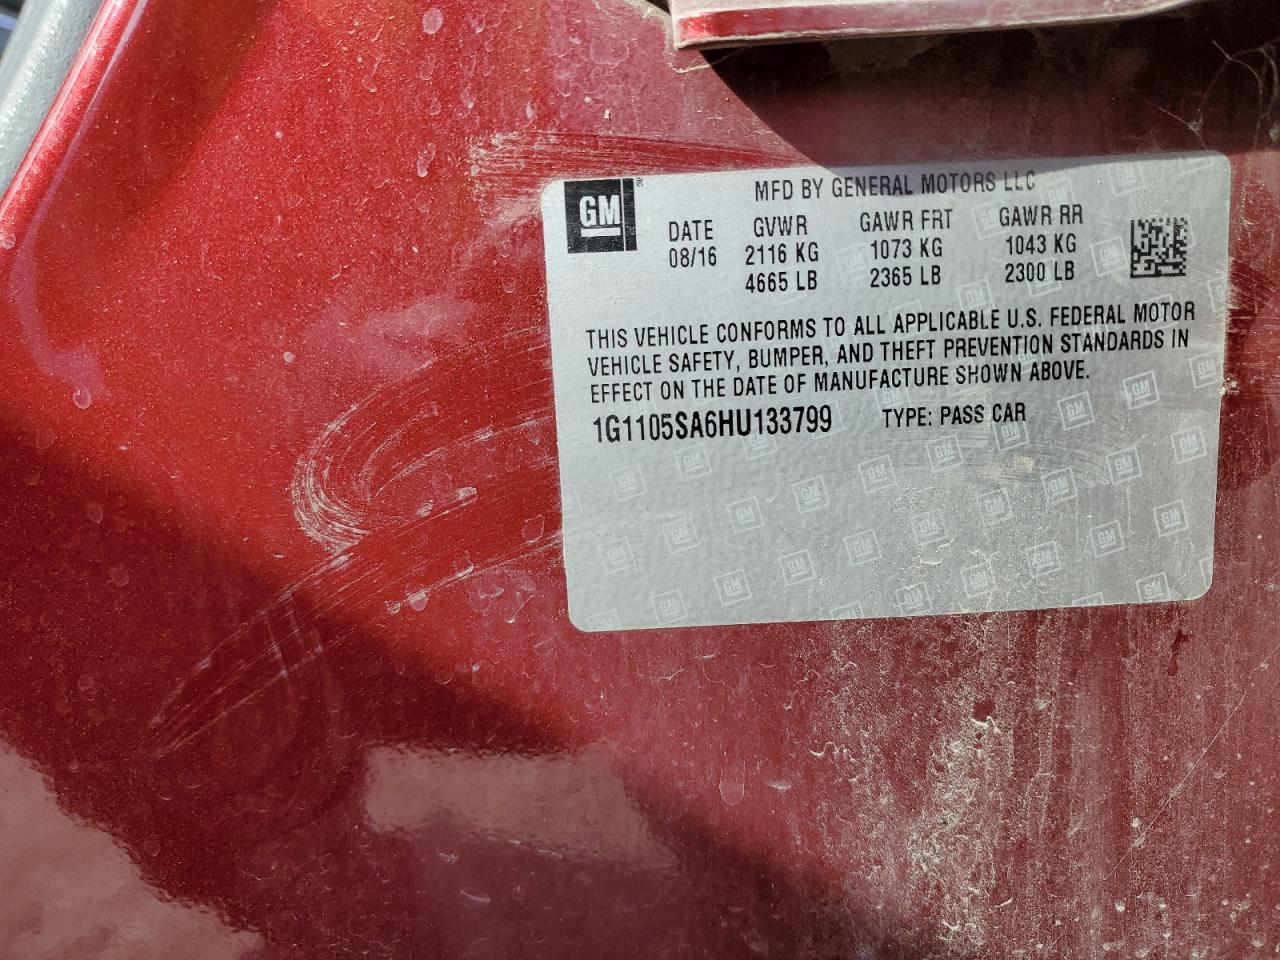 GM
MFD BY GENERAL MOTORS LLC
DATE GVWR GAWR FRT GAWR RR
08/16 2116 KG 1073 KG 1043 KG
4665 LB 2365 LB 2300 LB
THIS VEHICLE CONFORMS TO ALL APPLICABLE U.S. FEDERAL MOTOR
VEHICLE SAFETY, BUMPER, AND THEFT PREVENTION STANDARDS IN
EFFECT ON THE DATE OF MANUFACTURE SHOWN ABOVE.
1G1105SA6HU133799 TYPE: PASS CAR